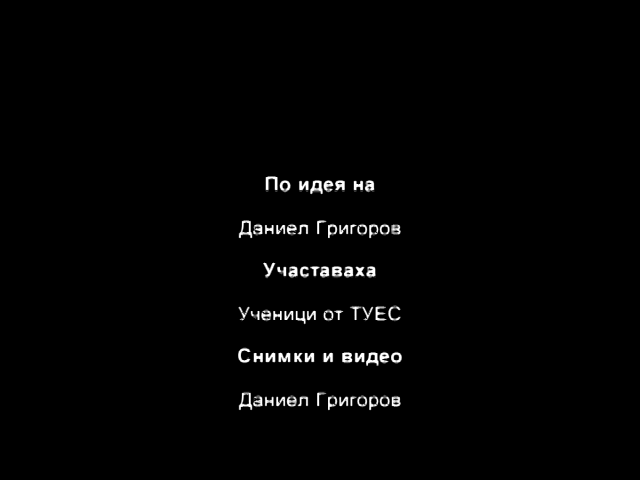 По идея на
Даниел Григоров
Участаваха
Ученици от ТУЕС
Снимки и видео
Даниел Григоров